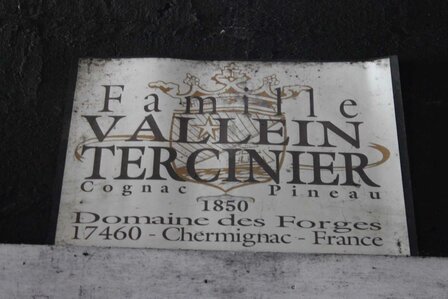 Famille
VALLEIN
TERCINIER
Cognac Pineau
1850
Domaine des Forges
17460 - Chermignac - France